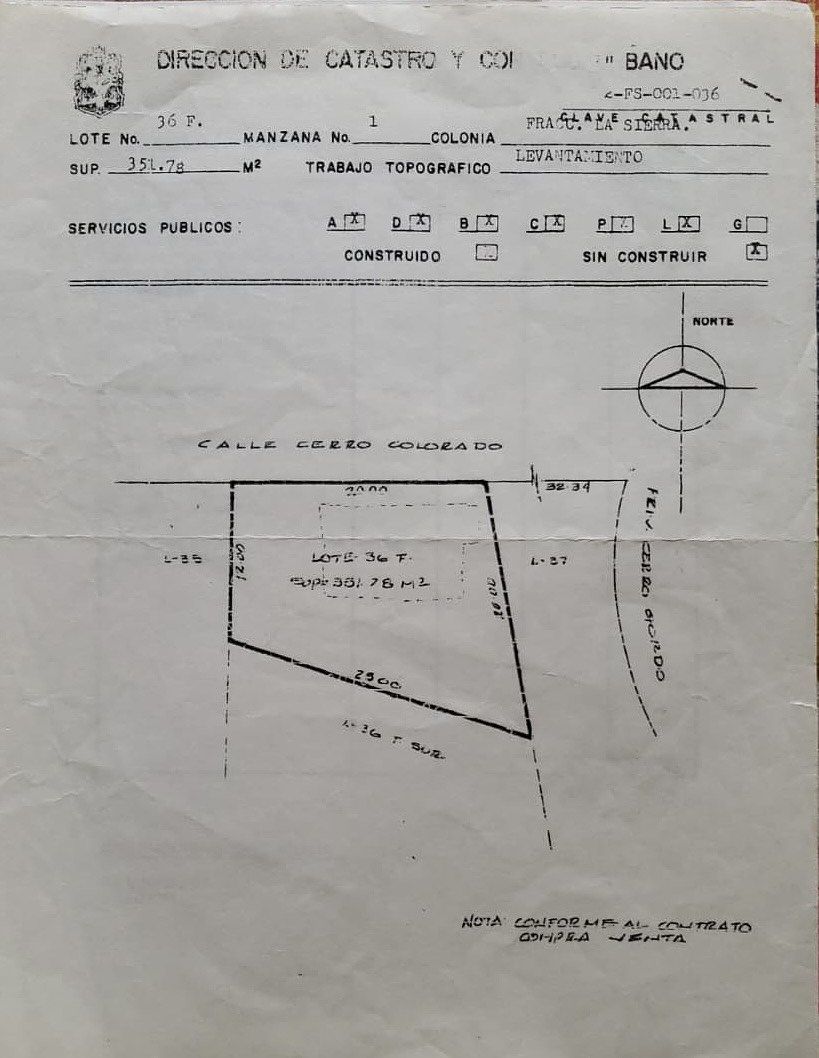 DIRECCION DE CATASTRO Y BANO
-FS-001-036
CLAVE CATASTRAL
LOTE No. 36 F. MANZANA No. 1 COLONIA FRACC. LA SIERRA.
SUP. 351.78 M² TRABAJO TOPOGRAFICO LEVANTAMIENTO
SERVICIOS PUBLICOS: A X D X B X C X P L X G
CONSTRUIDO SIN CONSTRUIR X
NORTE
CALLE CERRO COLORADO
20.00
32.34
L-35
LOTE 36 F.
L-37
Sup. 351.78 M2
PRIV. CERRO GORDO
25.00
L-36 F SUR
NOTA: CONFORME AL CONTRATO
COMPRA VENTA